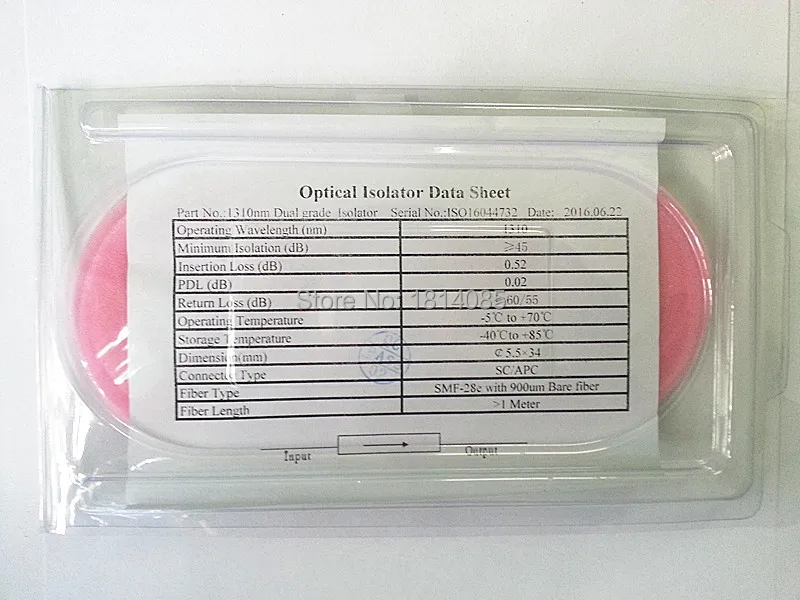 Optical Isolator Data Sheet
Part No.:1310nm Dual grade Isolator Serial No.:ISO16044732 Date: 2016.06.22
Operating Wavelength (nm) 1310
Minimum Isolation (dB) ≥45
Insertion Loss (dB) 0.52
PDL (dB) 0.02
Return Loss (dB) 60/55
Store No: 1814085
Operating Temperature -5℃ to +70℃
Storage Temperature -40℃to +85℃
Dimension(mm) ₵ 5.5×34
Connector Type SC/APC
Fiber Type SMF-28e with 900um Bare fiber
Fiber Length >1 Meter
Input Output